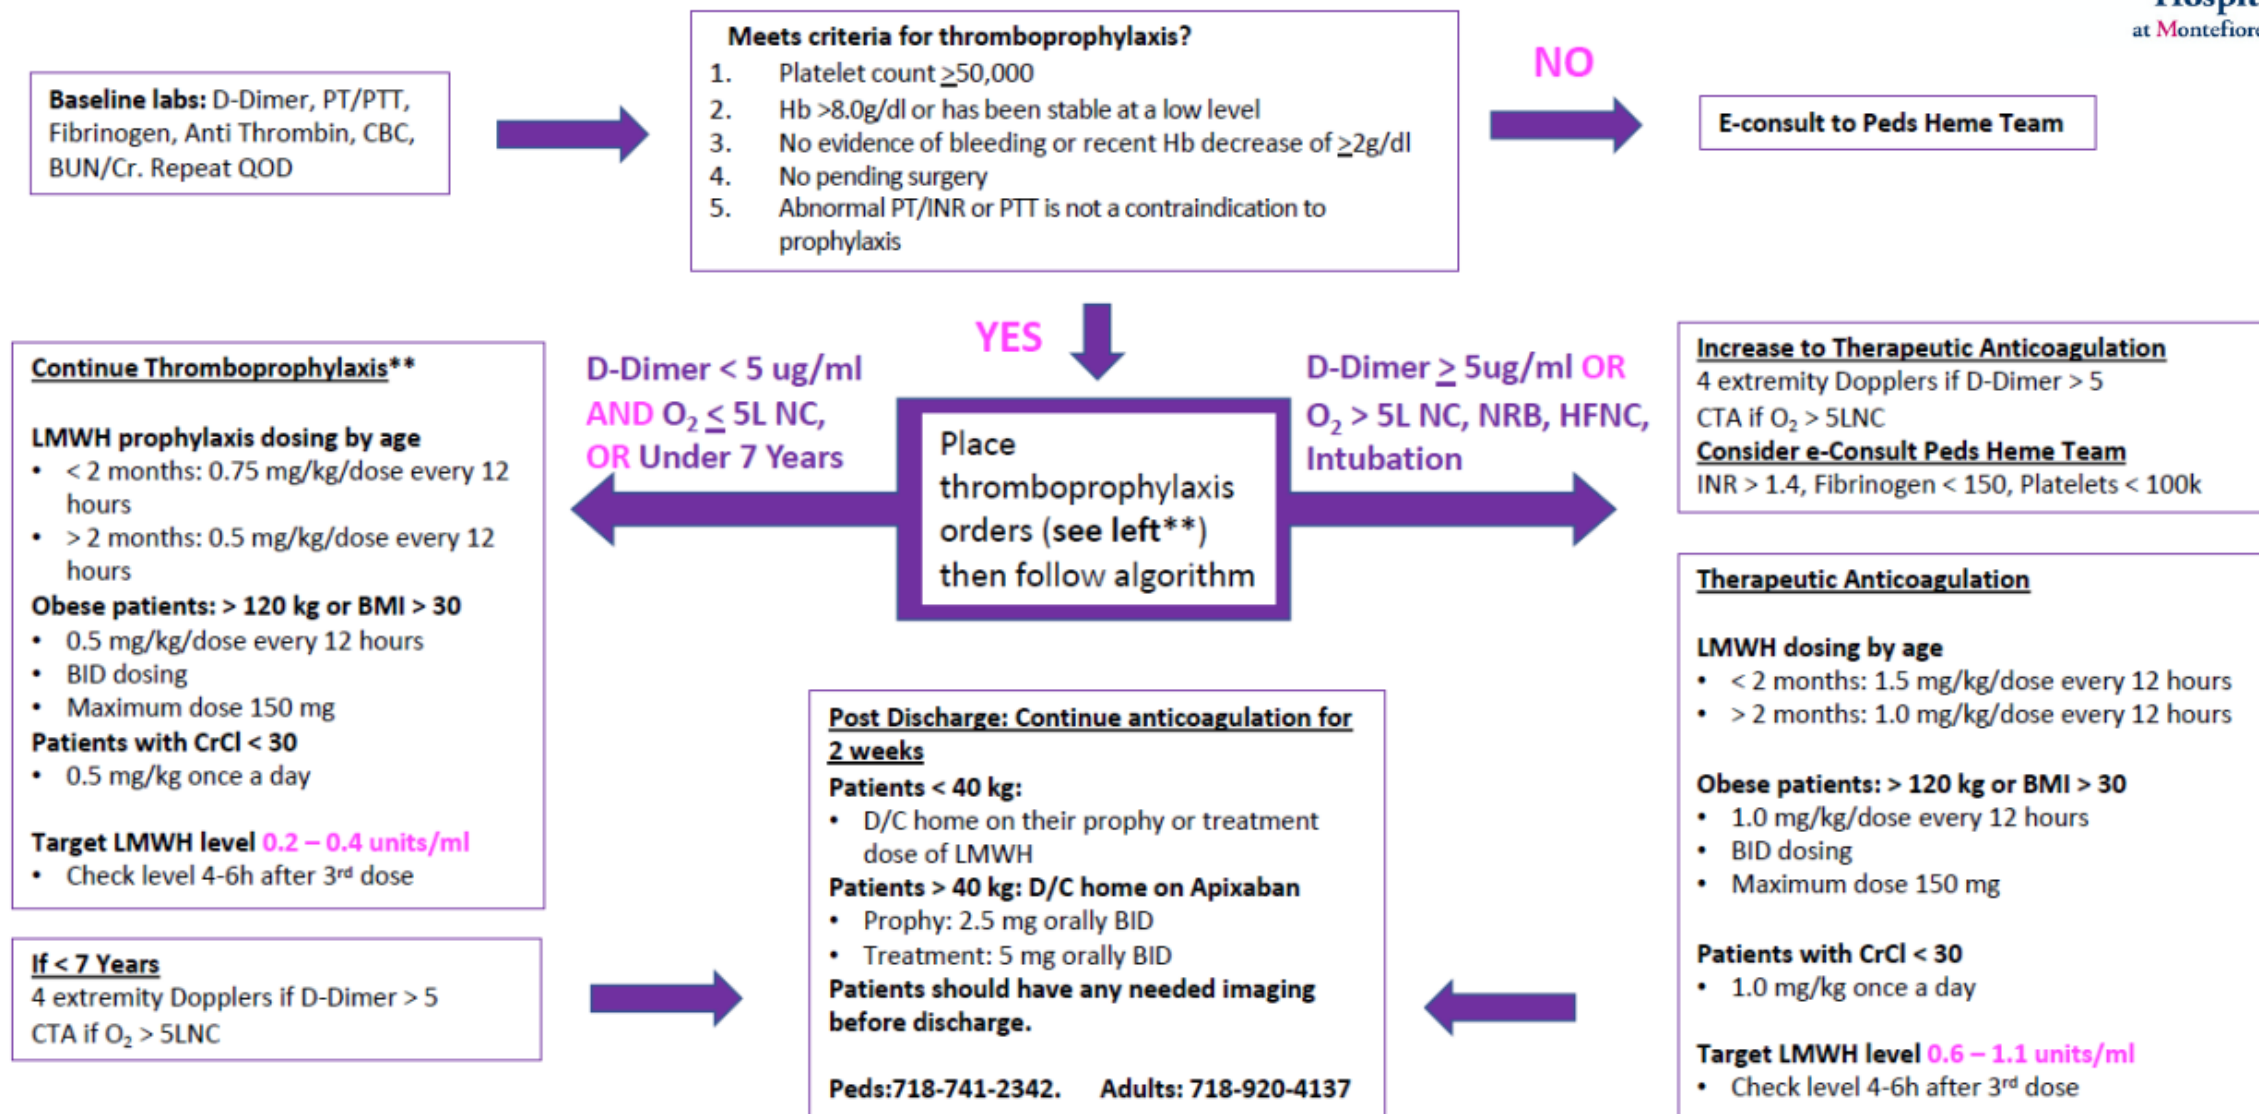 Hospit
at Montefiore
Baseline labs: D-Dimer, PT/PTT,
Fibrinogen, Anti Thrombin, CBC,
BUN/Cr. Repeat QOD
Meets criteria for thromboprophylaxis?
1. Platelet count ≥50,000
2. Hb >8.0g/dl or has been stable at a low level
3. No evidence of bleeding or recent Hb decrease of ≥2g/dl
4. No pending surgery
5. Abnormal PT/INR or PTT is not a contraindication to
prophylaxis
NO
E-consult to Peds Heme Team
YES
Continue Thromboprophylaxis**
LMWH prophylaxis dosing by age
• < 2 months: 0.75 mg/kg/dose every 12
hours
• > 2 months: 0.5 mg/kg/dose every 12
hours
Obese patients: > 120 kg or BMI > 30
• 0.5 mg/kg/dose every 12 hours
• BID dosing
• Maximum dose 150 mg
Patients with CrCl < 30
• 0.5 mg/kg once a day
Target LMWH level 0.2 – 0.4 units/ml
• Check level 4-6h after 3rd dose
D-Dimer < 5 ug/ml
AND O₂ ≤ 5L NC,
OR Under 7 Years
Place
thromboprophylaxis
orders (see left**)
then follow algorithm
D-Dimer ≥ 5ug/ml OR
O₂ > 5L NC, NRB, HFNC,
Intubation
Increase to Therapeutic Anticoagulation
4 extremity Dopplers if D-Dimer > 5
CTA if O₂ > 5LNC
Consider e-Consult Peds Heme Team
INR > 1.4, Fibrinogen < 150, Platelets < 100k
Therapeutic Anticoagulation
LMWH dosing by age
• < 2 months: 1.5 mg/kg/dose every 12 hours
• > 2 months: 1.0 mg/kg/dose every 12 hours
Obese patients: > 120 kg or BMI > 30
• 1.0 mg/kg/dose every 12 hours
• BID dosing
• Maximum dose 150 mg
Patients with CrCl < 30
• 1.0 mg/kg once a day
Target LMWH level 0.6 – 1.1 units/ml
• Check level 4-6h after 3rd dose
If < 7 Years
4 extremity Dopplers if D-Dimer > 5
CTA if O₂ > 5LNC
Post Discharge: Continue anticoagulation for
2 weeks
Patients < 40 kg:
• D/C home on their prophy or treatment
dose of LMWH
Patients > 40 kg: D/C home on Apixaban
• Prophy: 2.5 mg orally BID
• Treatment: 5 mg orally BID
Patients should have any needed imaging
before discharge.
Peds:718-741-2342. Adults: 718-920-4137